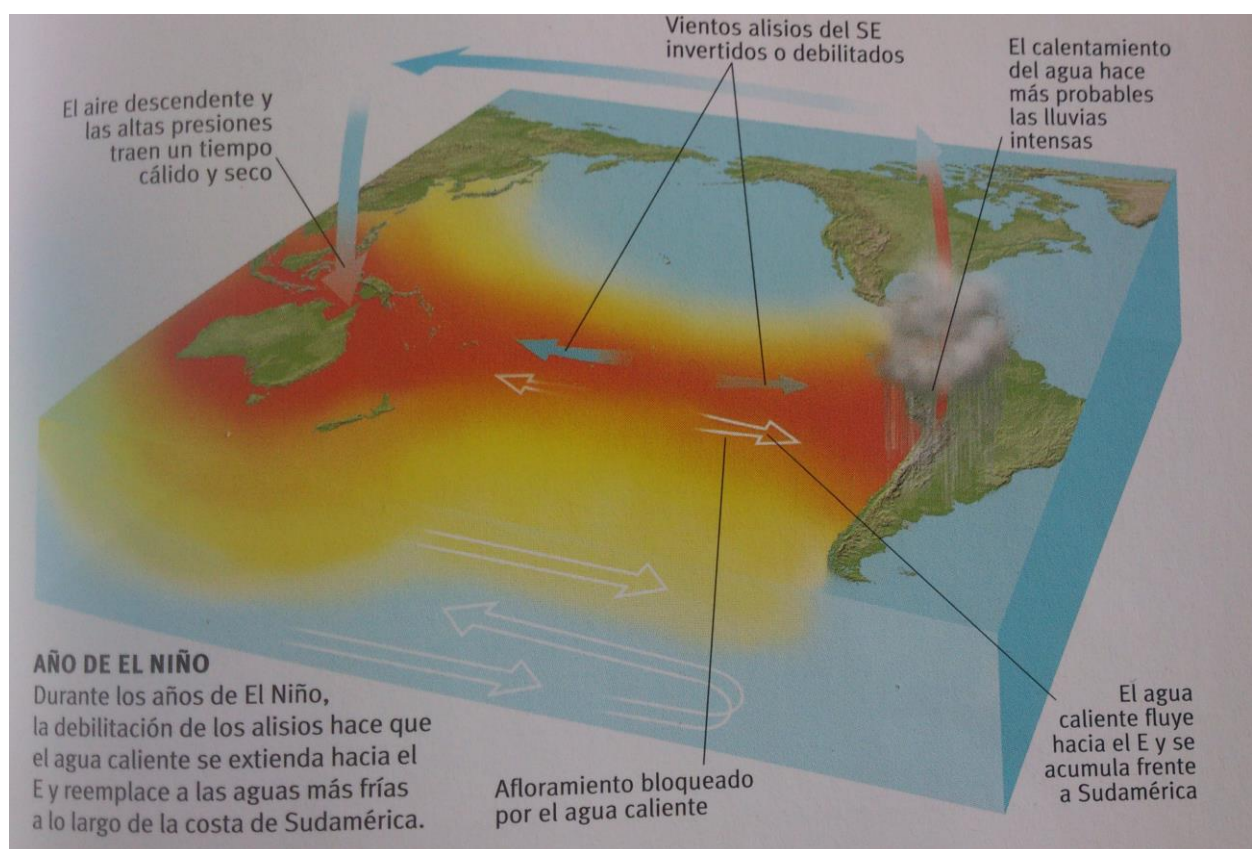 Vientos alisios del SE
invertidos o debilitados
El calentamiento
del agua hace
más probables
las lluvias
intensas
El aire descendente y
las altas presiones
traen un tiempo
cálido y seco
AÑO DE EL NIÑO
Durante los años de El Niño,
la debilitación de los alisios hace que
el agua caliente se extienda hacia el
E y reemplace a las aguas más frías
a lo largo de la costa de Sudamérica.
Afloramiento bloqueado
por el agua caliente
El agua
caliente fluye
hacia el E y se
acumula frente
a Sudamérica